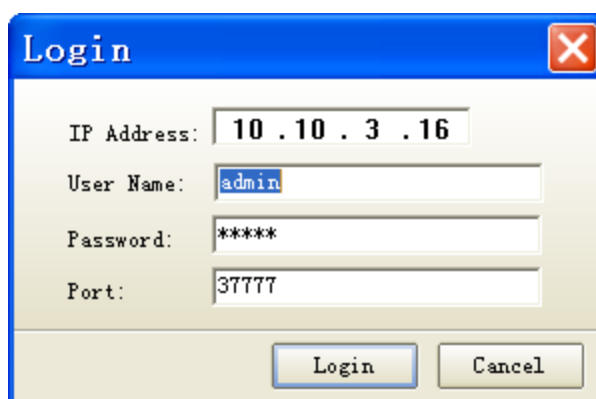 Login
IP Address: 10 .10 . 3 .16
User Name: admin
Password: *****
Port: 37777
Login Cancel